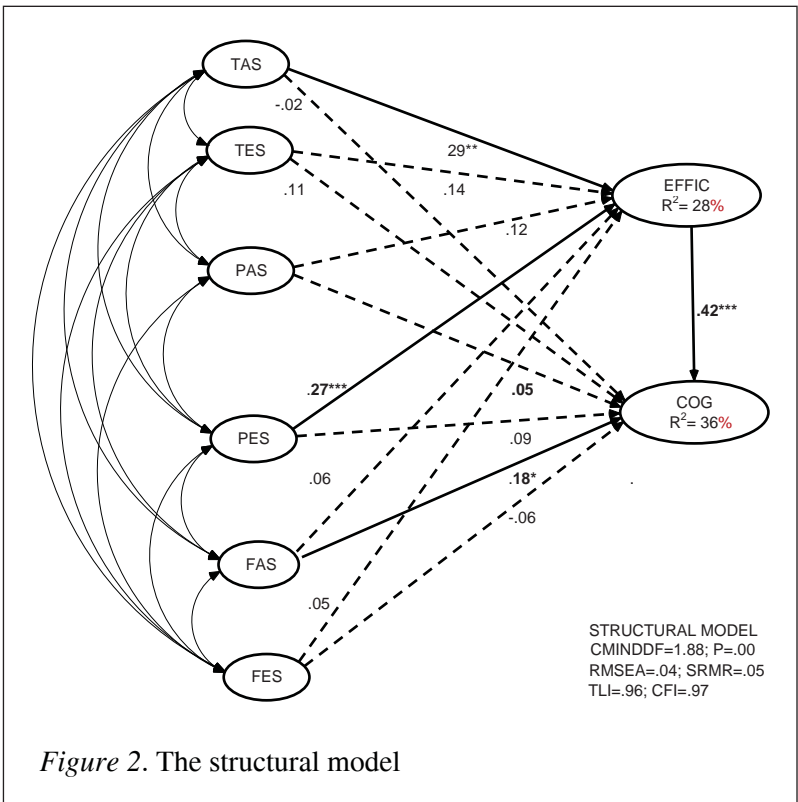 TAS
-.02
TES
29**
.11
.14
EFFIC
R²= 28%
PAS
.12
.42***
.27***
.05
COG
R²= 36%
PES
.09
.06
.18*
.
-.06
FAS
.05
FES
STRUCTURAL MODEL
CMINDDF=1.88; P=.00
RMSEA=.04; SRMR=.05
TLI=.96; CFI=.97
Figure 2. The structural model